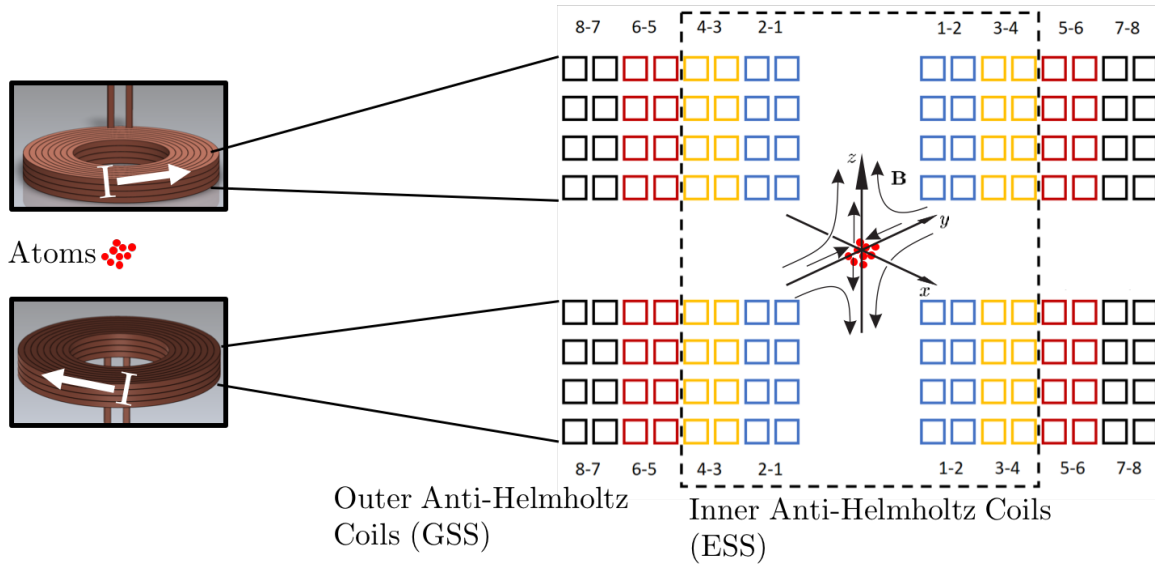 8-7 6-5 4-3 2-1 1-2 3-4 5-6 7-8
I
z
B
y
Atoms
x
I
8-7 6-5 4-3 2-1 1-2 3-4 5-6 7-8
Outer Anti-Helmholtz
Coils (GSS)
Inner Anti-Helmholtz Coils
(ESS)